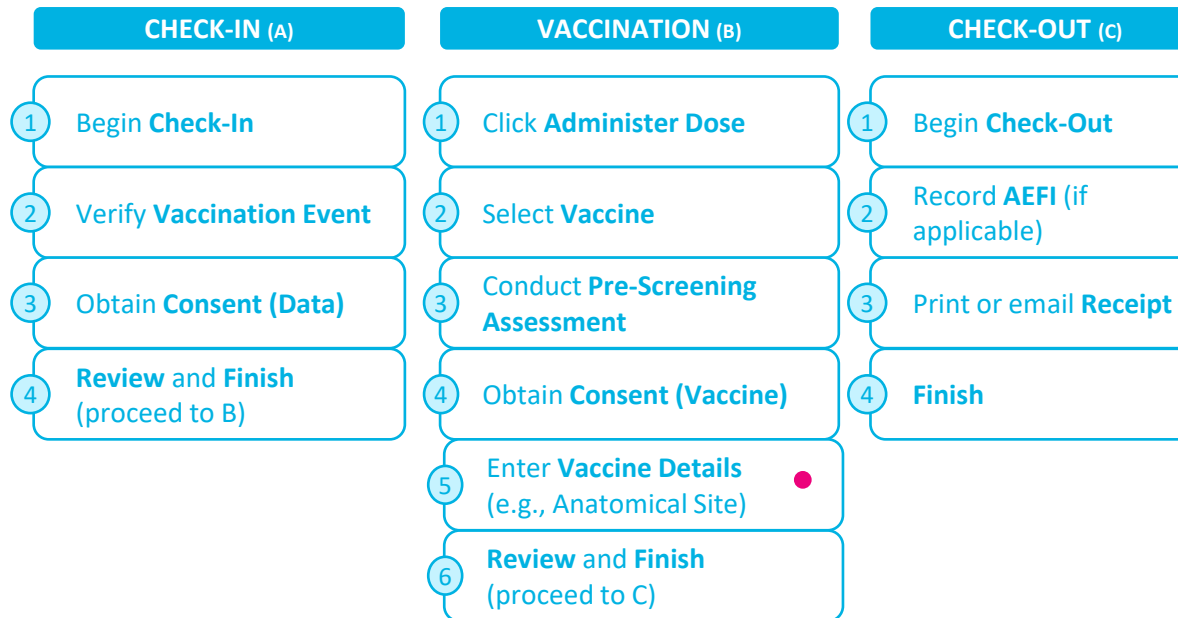 CHECK-IN (A)
1
Begin Check-In
2
Verify Vaccination Event
3
Obtain Consent (Data)
4
Review and Finish
(proceed to B)
VACCINATION (B)
1
Click Administer Dose
2
Select Vaccine
3
Conduct Pre-Screening
Assessment
4
Obtain Consent (Vaccine)
5
Enter Vaccine Details
(e.g., Anatomical Site)
6
Review and Finish
(proceed to C)
CHECK-OUT (C)
1
Begin Check-Out
2
Record AEFI (if
applicable)
3
Print or email Receipt
4
Finish